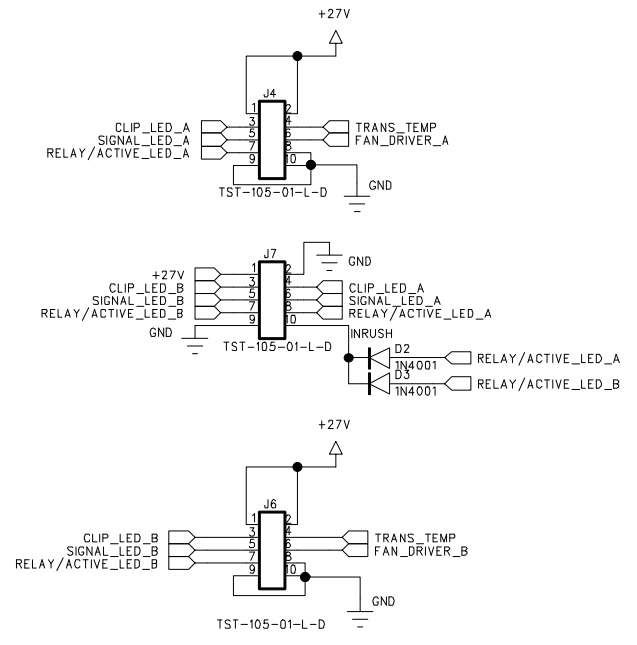 +27V
J4
1 2
CLIP_LED_A 3 4 TRANS_TEMP
SIGNAL_LED_A 5 6 FAN_DRIVER_A
RELAY/ACTIVE_LED_A 7 8
9 10
GND
TST-105-01-L-D
J7
GND
+27V 1 2
CLIP_LED_B 3 4 CLIP_LED_A
SIGNAL_LED_B 5 6 SIGNAL_LED_A
RELAY/ACTIVE_LED_B 7 8 RELAY/ACTIVE_LED_A
GND 9 10 INRUSH
TST-105-01-L-D
D2
1N4001 RELAY/ACTIVE_LED_A
D3
1N4001 RELAY/ACTIVE_LED_B
+27V
J6
1 2
CLIP_LED_B 3 4 TRANS_TEMP
SIGNAL_LED_B 5 6 FAN_DRIVER_B
RELAY/ACTIVE_LED_B 7 8
9 10
GND
TST-105-01-L-D